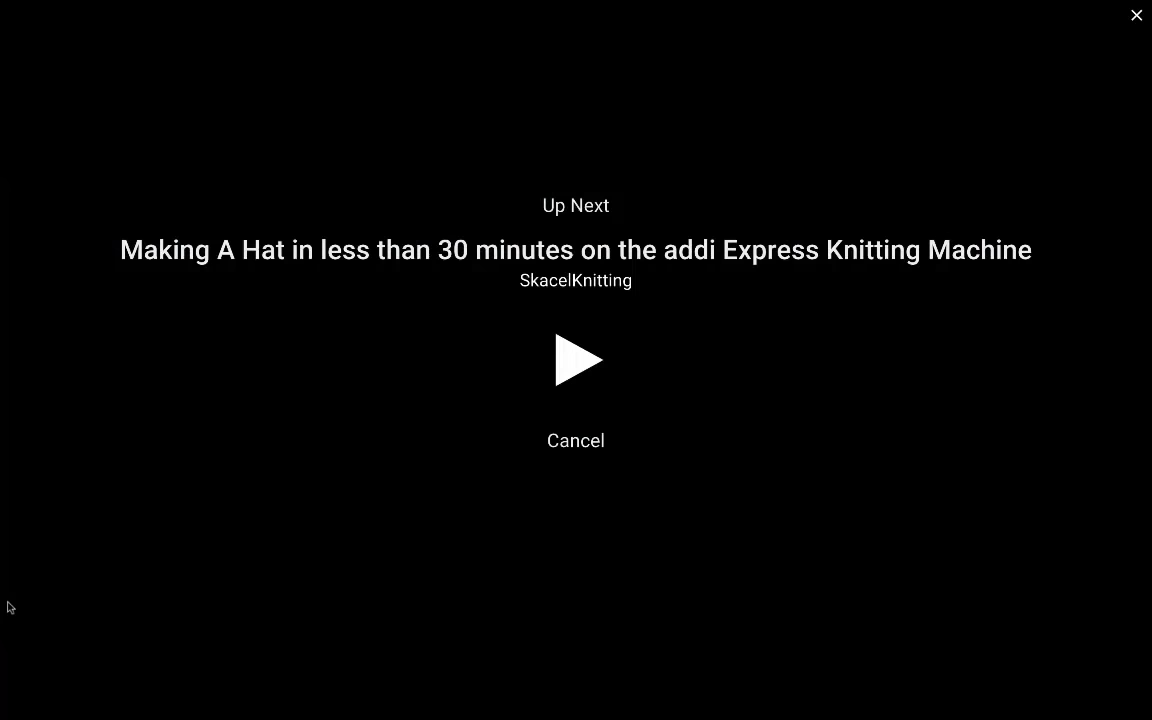 Up Next
Making A Hat in less than 30 minutes on the addi Express Knitting Machine
SkacelKnitting
Cancel